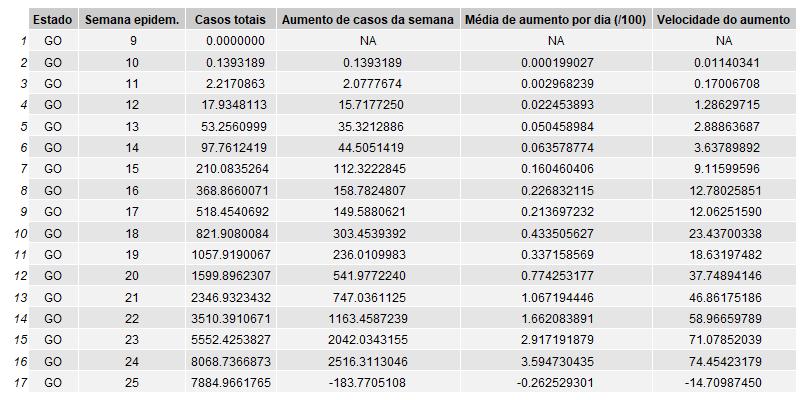 Estado Semana epidem. Casos totais Aumento de casos da semana Média de aumento por dia (/100) Velocidade do aumento
1 GO 9 0.0000000 NA NA NA
2 GO 10 0.1393189 0.1393189 0.000199027 0.01140341
3 GO 11 2.2170863 2.0777674 0.002968239 0.17006708
4 GO 12 17.9348113 15.7177250 0.022453893 1.28629715
5 GO 13 53.2560999 35.3212886 0.050458984 2.88863687
6 GO 14 97.7612419 44.5051419 0.063578774 3.63789892
7 GO 15 210.0835264 112.3222845 0.160460406 9.11599596
8 GO 16 368.8660071 158.7824807 0.226832115 12.78025851
9 GO 17 518.4540692 149.5880621 0.213697232 12.06251590
10 GO 18 821.9080084 303.4539392 0.433505627 23.43700338
11 GO 19 1057.9190067 236.0109983 0.337158569 18.63197482
12 GO 20 1599.8962307 541.9772240 0.774253177 37.74894146
13 GO 21 2346.9323432 747.0361125 1.067194446 46.86175186
14 GO 22 3510.3910671 1163.4587239 1.662083891 58.96659789
15 GO 23 5552.4253827 2042.0343155 2.917191879 71.07852039
16 GO 24 8068.7366873 2516.3113046 3.594730435 74.45423179
17 GO 25 7884.9661765 -183.7705108 -0.262529301 -14.70987450